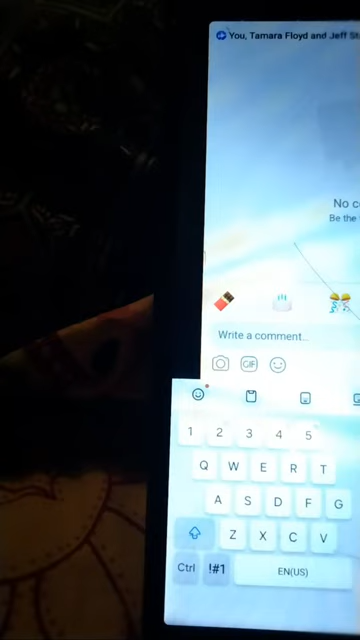 You, Tamara Floyd and Jeff
No
Be the
Write a comment...
GIF
1 2 3 4 5
Q W E R T
A S D F G
Z X C V
Ctrl !#1 EN(US)